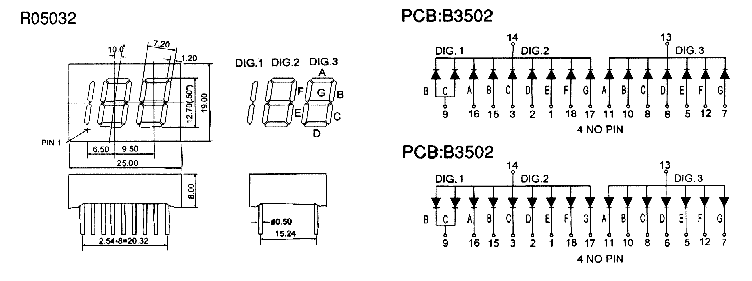 R05032
10.0°
7.20
1.20
12.70(.50")
19.00
PIN 1
6.50
9.50
25.00
DIG.1 DIG.2 DIG.3
A
F
G
B
E
C
D
8.00
2.54×8=20.32
ø0.50
15.24
PCB:B3502
14
13
DIG.1
DIG.2
DIG.3
B C A B C D E F G A B C D E F G
9 16 15 3 2 1 18 17 11 10 8 6 5 12 7
4 NO PIN
PCB:B3502
14
13
DIG.1
DIG.2
DIG.3
B C A B C D E F G A B C D E F G
9 16 15 3 2 1 18 17 11 10 8 6 5 12 7
4 NO PIN